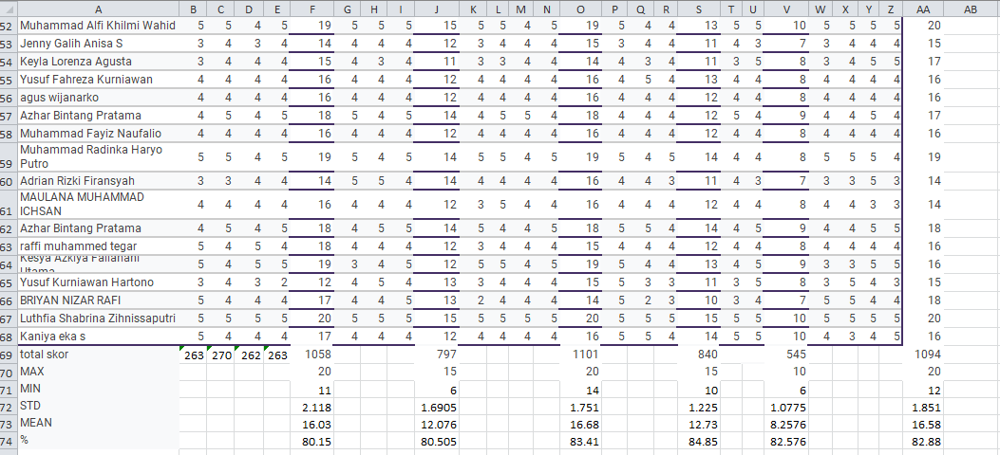 A B C D E F G H I J K L M N O P Q R S T U V W X Y Z AA AB
52 Muhammad Alfi Khilmi Wahid 5 5 4 5 19 5 5 5 15 5 5 4 5 19 5 4 4 13 5 5 10 5 5 5 5 20
53 Jenny Galih Anisa S 3 4 3 4 14 4 4 4 12 3 4 4 4 15 3 4 4 11 4 3 7 3 4 4 4 15
54 Keyla Lorenza Agusta 3 4 4 4 15 4 3 4 11 3 3 4 4 14 4 3 4 11 3 5 8 3 4 5 5 17
55 Yusuf Fahreza Kurniawan 4 4 4 4 16 4 4 4 12 4 4 4 4 16 4 5 4 13 4 4 8 4 4 4 4 16
56 agus wijanarko 4 4 4 4 16 4 4 4 12 4 4 4 4 16 4 4 4 12 4 4 8 4 4 4 4 16
57 Azhar Bintang Pratama 4 5 4 5 18 5 4 5 14 4 5 5 4 18 4 4 4 12 5 4 9 4 4 5 4 17
58 Muhammad Fayiz Naufalio 4 4 4 4 16 4 4 4 12 4 4 4 4 16 4 4 4 12 4 4 8 4 4 4 4 16
Muhammad Radinka Haryo
59 Putro 5 5 4 5 19 5 4 5 14 5 5 4 5 19 5 4 5 14 4 4 8 5 5 5 4 19
60 Adrian Rizki Firansyah 3 3 4 4 14 5 5 4 14 4 4 4 4 16 4 4 3 11 4 3 7 3 3 5 3 14
MAULANA MUHAMMAD
61 ICHSAN 4 4 4 4 16 4 4 4 12 3 5 4 4 16 4 4 4 12 4 4 8 4 4 3 3 14
62 Azhar Bintang Pratama 4 5 4 5 18 4 5 5 14 5 4 4 5 18 5 5 4 14 4 5 9 4 4 5 5 18
63 raffi muhammed tegar 5 4 5 4 18 4 4 4 12 3 4 4 4 15 4 4 4 12 4 4 8 4 4 4 4 16
Kesya Azkiya Fallahani
64 Utama 5 4 5 5 19 3 4 5 12 5 5 4 5 19 5 4 4 13 4 5 9 3 3 5 5 16
65 Yusuf Kurniawan Hartono 3 4 3 2 12 4 5 4 13 3 4 4 4 15 5 3 3 11 3 5 8 3 5 4 3 15
66 BRIYAN NIZAR RAFI 5 4 4 4 17 4 4 5 13 2 4 4 4 14 5 2 3 10 3 4 7 5 5 4 4 18
67 Luthfia Shabrina Zihnissaputri 5 5 5 5 20 5 5 5 15 5 5 5 5 20 5 5 5 15 5 5 10 5 5 5 5 20
68 Kaniya eka s 5 4 4 4 17 4 4 4 12 4 4 4 4 16 5 5 4 14 5 5 10 4 3 4 5 16
69 total skor 263 270 262 263 1058 797 1101 840 545 1094
70 MAX 20 15 20 15 10 20
71 MIN 11 6 14 10 6 12
72 STD 2.118 1.6905 1.751 1.225 1.0775 1.851
73 MEAN 16.03 12.076 16.68 12.73 8.2576 16.58
74 % 80.15 80.505 83.41 84.85 82.576 82.88